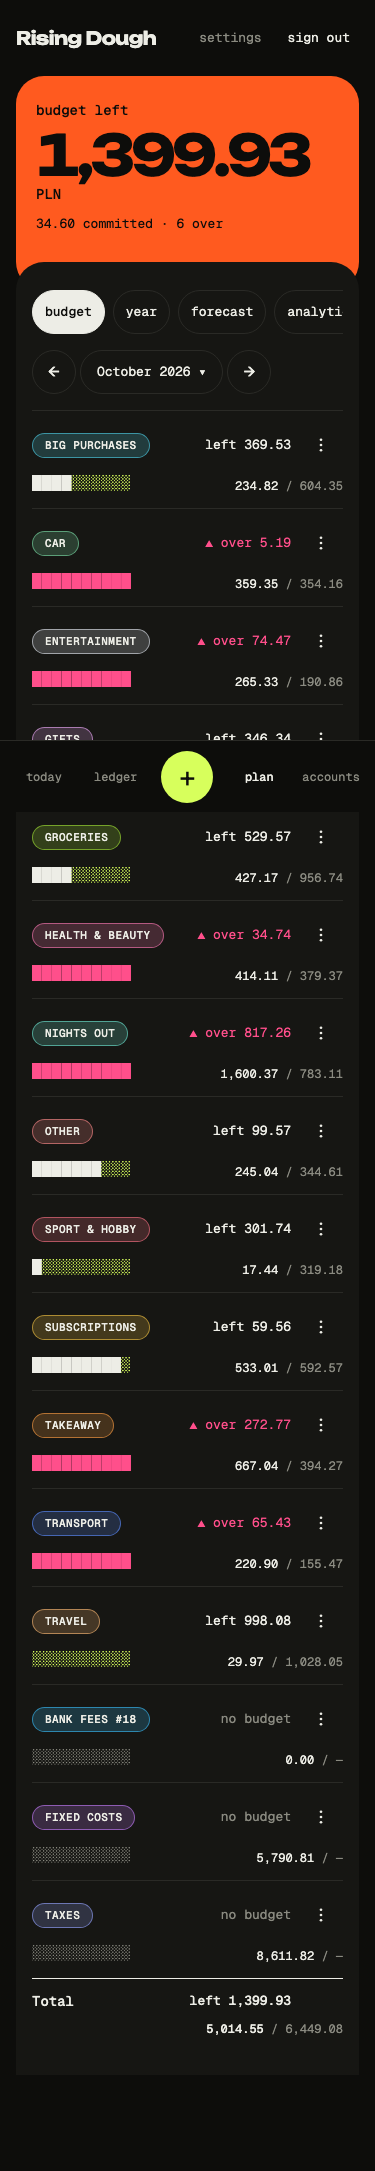 Rising Dough settings sign out
budget left
1,399.93
PLN
34.60 committed · 6 over
budget year forecast analyti
← October 2026 ▾ →
BIG PURCHASES left 369.53 ⋮
234.82 / 604.35
CAR ▲ over 5.19 ⋮
359.35 / 354.16
ENTERTAINMENT ▲ over 74.47 ⋮
265.33 / 190.86
GIFTS left 346.34
today ledger + plan accounts
GROCERIES left 529.57 ⋮
427.17 / 956.74
HEALTH & BEAUTY ▲ over 34.74 ⋮
414.11 / 379.37
NIGHTS OUT ▲ over 817.26 ⋮
1,600.37 / 783.11
OTHER left 99.57 ⋮
245.04 / 344.61
SPORT & HOBBY left 301.74 ⋮
17.44 / 319.18
SUBSCRIPTIONS left 59.56 ⋮
533.01 / 592.57
TAKEAWAY ▲ over 272.77 ⋮
667.04 / 394.27
TRANSPORT ▲ over 65.43 ⋮
220.90 / 155.47
TRAVEL left 998.08 ⋮
29.97 / 1,028.05
BANK FEES #18 no budget ⋮
0.00 / —
FIXED COSTS no budget ⋮
5,790.81 / —
TAXES no budget ⋮
8,611.82 / —
Total left 1,399.93
5,014.55 / 6,449.08